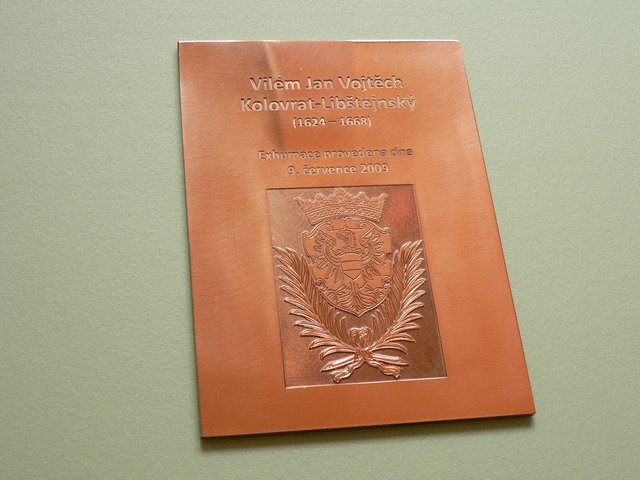 Vilém Jan Vojtěch
Kolovrat-Libštejnský
(1624 – 1668)
Exhumace provedena dne
9. července 2009